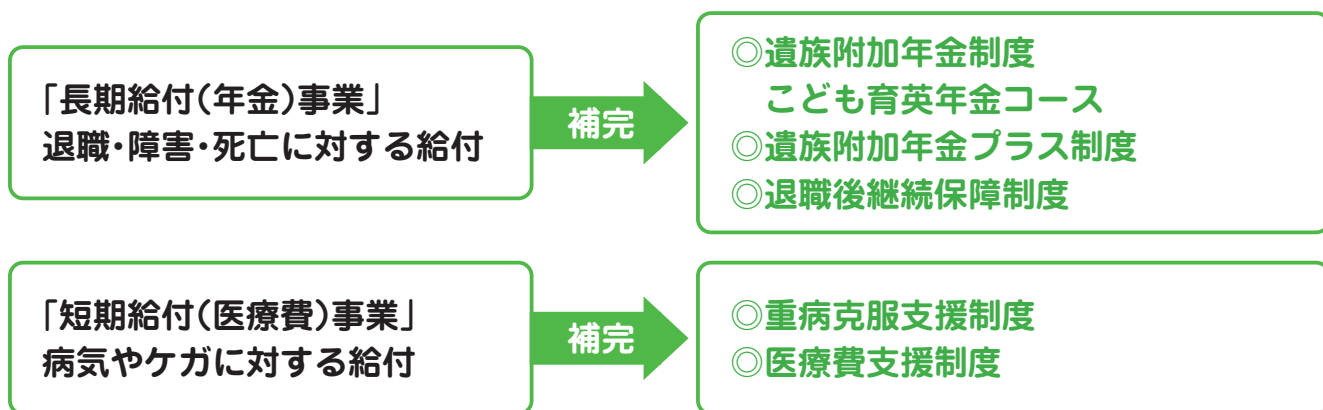 「長期給付(年金)事業」
退職・障害・死亡に対する給付
補完
◎遺族附加年金制度
こども育英年金コース
◎遺族附加年金プラス制度
◎退職後継続保障制度
「短期給付(医療費)事業」
病気やケガに対する給付
補完
◎重病克服支援制度
◎医療費支援制度